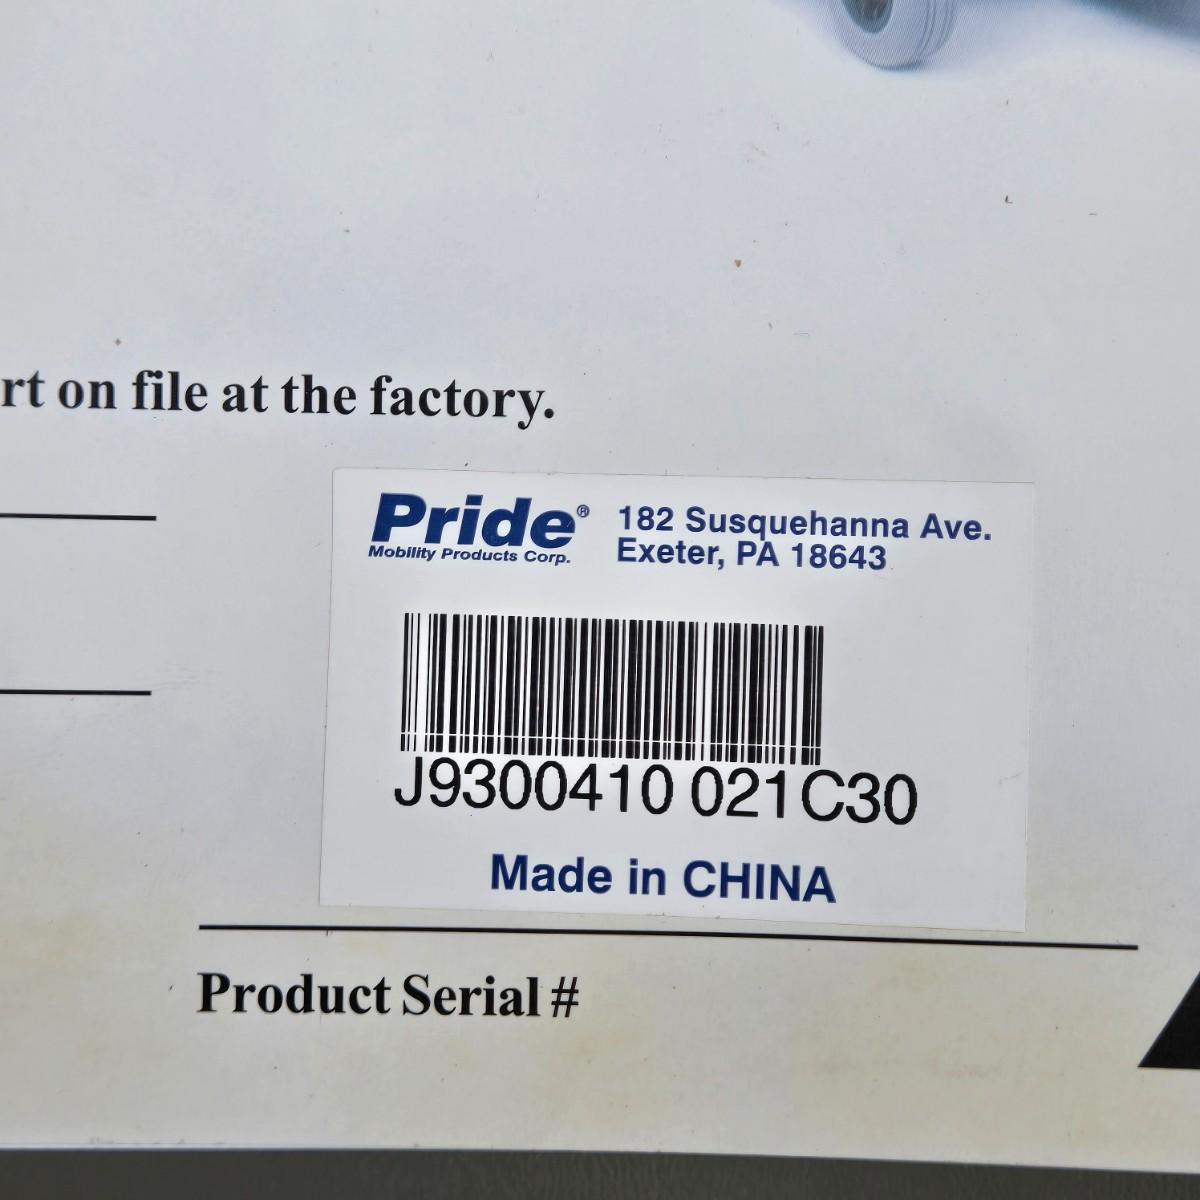 rt on file at the factory.
Pride®
Mobility Products Corp.
182 Susquehanna Ave.
Exeter, PA 18643
J9300410 021C30
Made in CHINA
Product Serial #